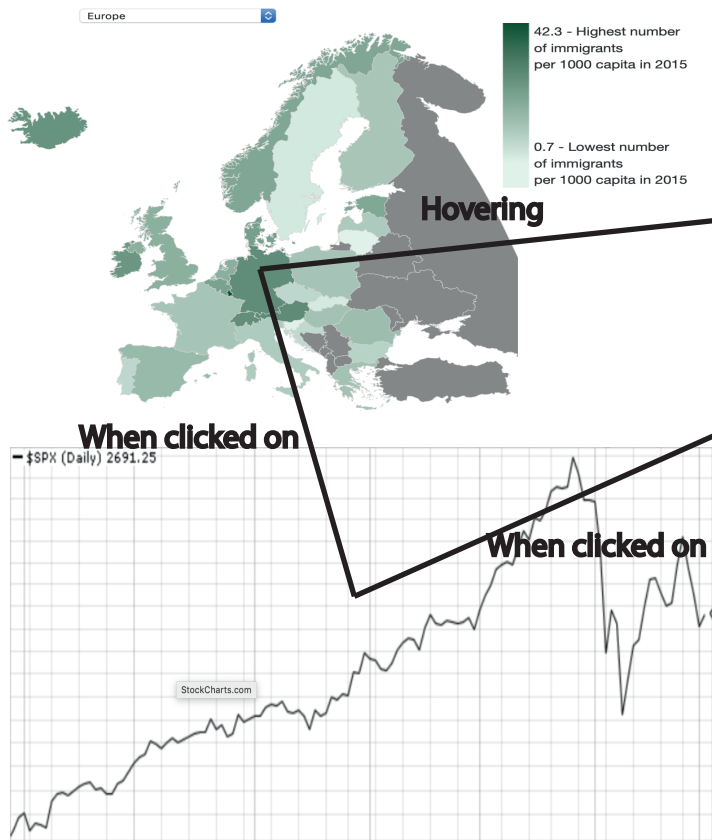 Europe
42.3 - Highest number
of immigrants
per 1000 capita in 2015
0.7 - Lowest number
of immigrants
per 1000 capita in 2015
Hovering
When clicked on
$SPX (Daily) 2691.25
When clicked on
StockCharts.com